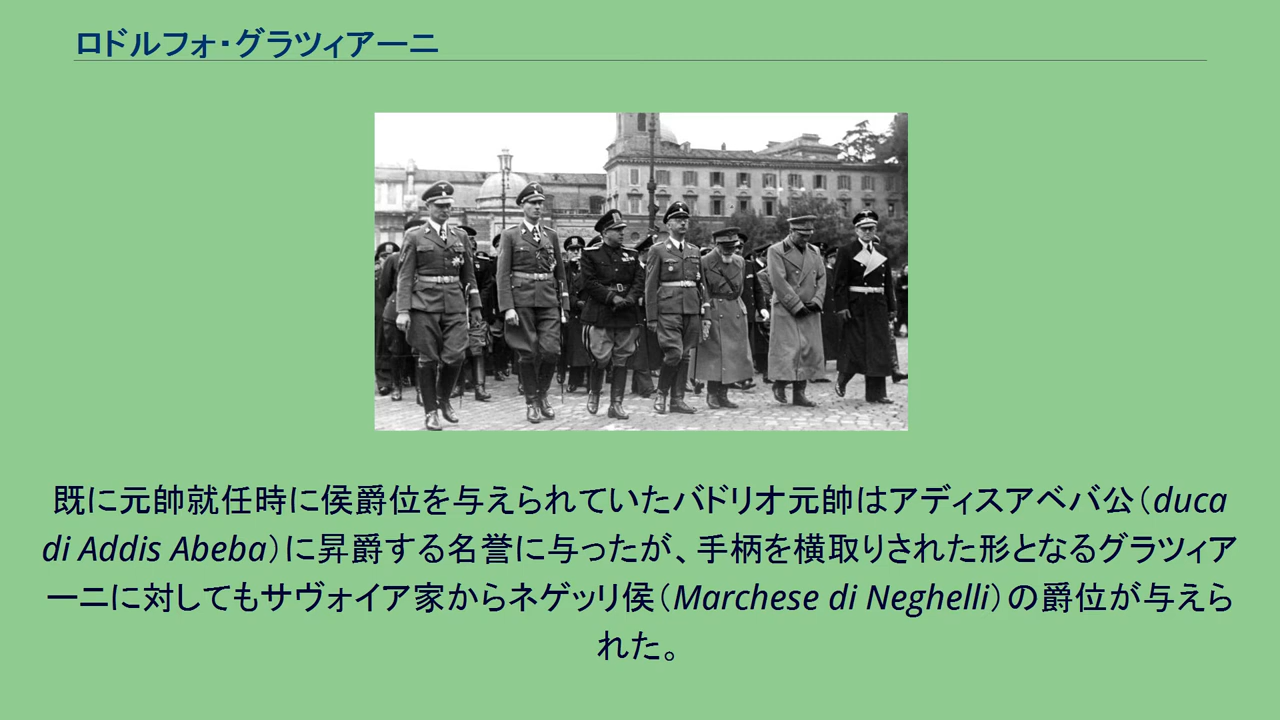 ロドルフォ・グラツィアーニ
既に元帥就任時に侯爵位を与えられていたバドリオ元帥はアディスアベバ公（duca
di Addis Abeba）に昇爵する名誉に与ったが、手柄を横取りされた形となるグラツィア
ーニに対してもサヴォイア家からネゲッリ侯（Marchese di Neghelli）の爵位が与えら
れた。